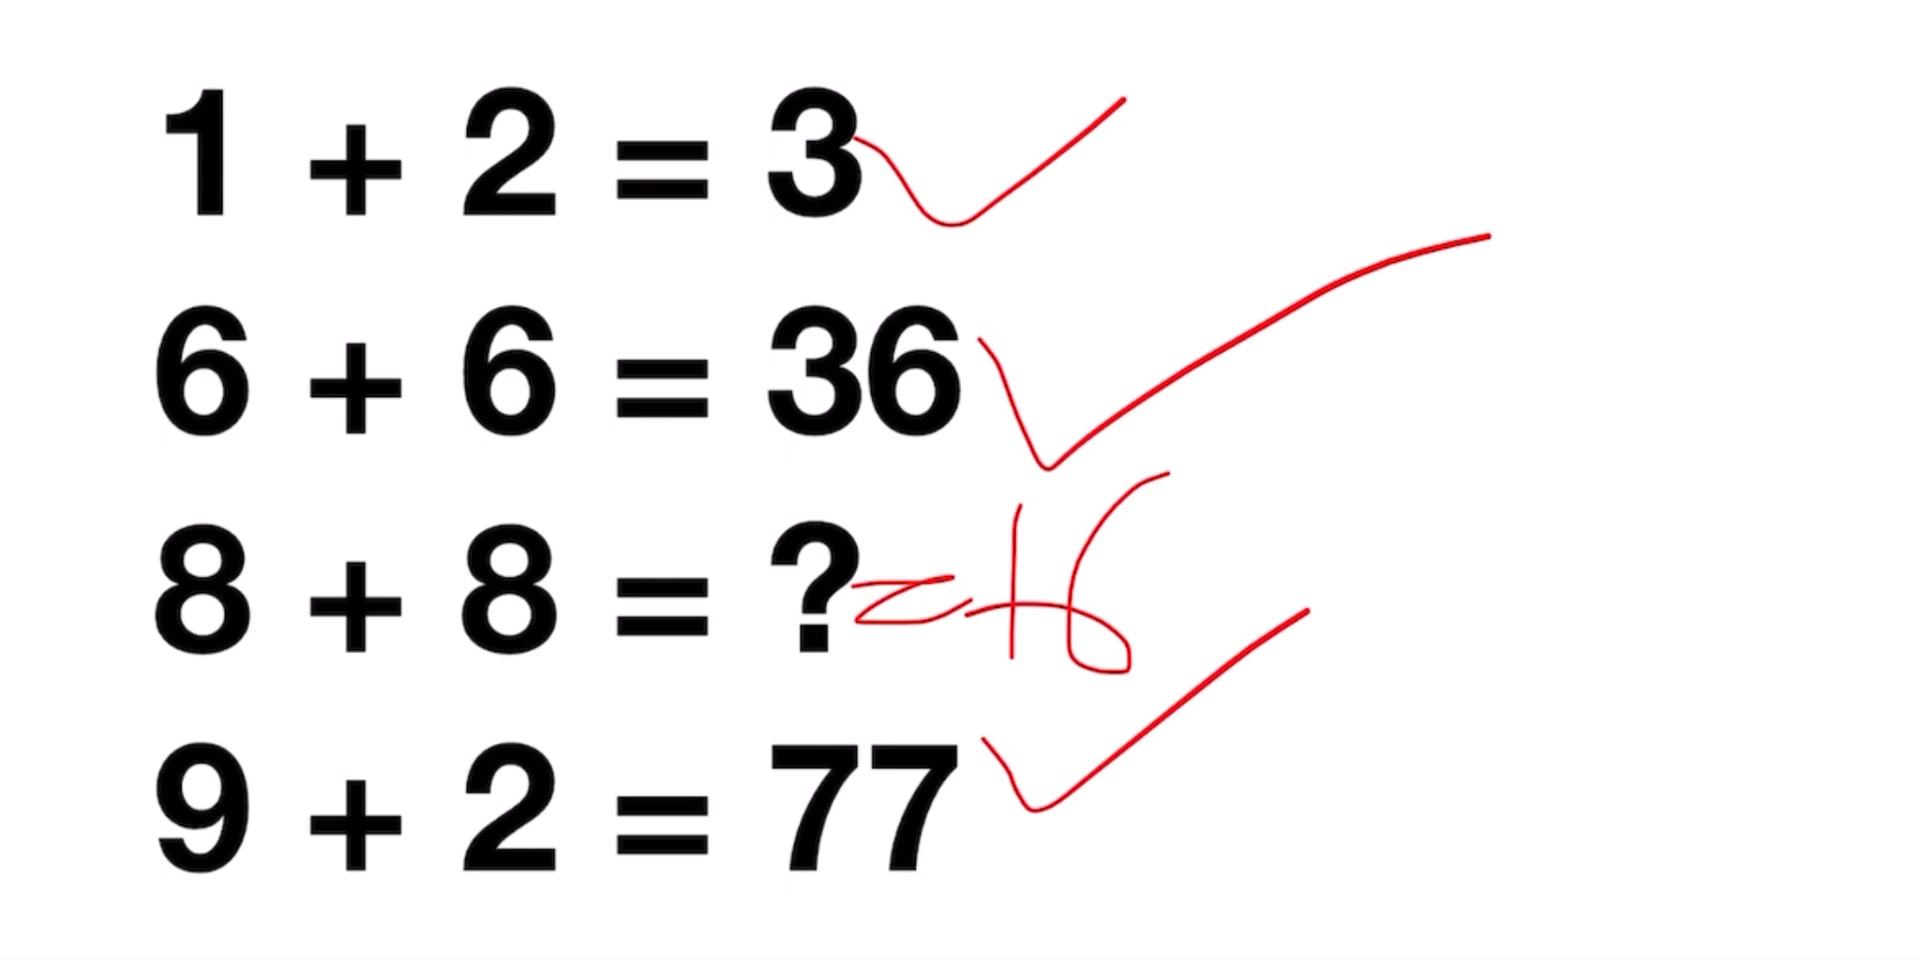 1 + 2 = 3
6 + 6 = 36
8 + 8 = ? = 16
9 + 2 = 77